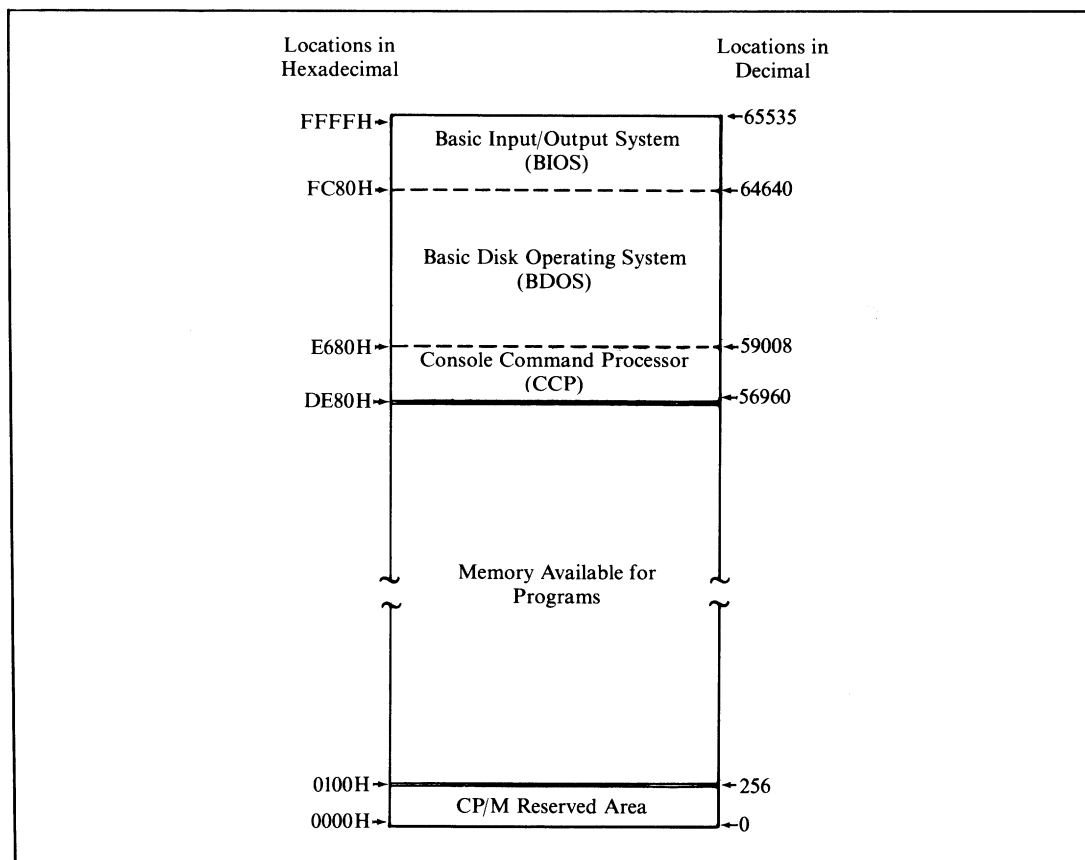 Locations in
Hexadecimal
Locations in
Decimal
FFFFH
65535
Basic Input/Output System
(BIOS)
FC80H
64640
Basic Disk Operating System
(BDOS)
E680H
59008
Console Command Processor
(CCP)
DE80H
56960
Memory Available for
Programs
0100H
256
CP/M Reserved Area
0000H
0